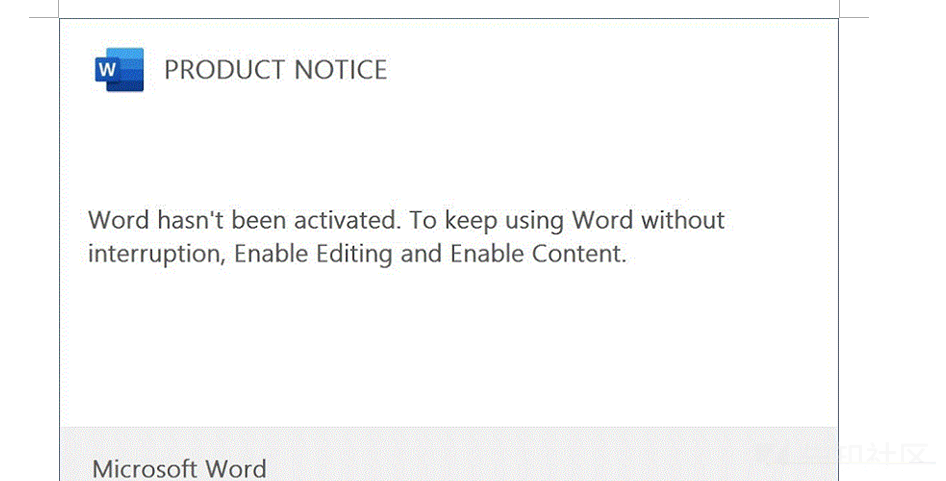 W
PRODUCT NOTICE
Word hasn't been activated. To keep using Word without
interruption, Enable Editing and Enable Content.
Microsoft Word
社区